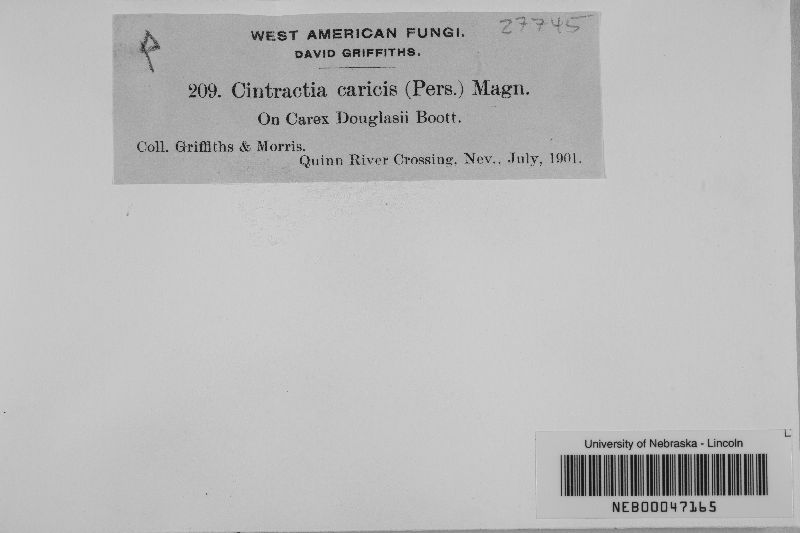 27745
WEST AMERICAN FUNGI.
DAVID GRIFFITHS.
209. Cintractia caricis (Pers.) Magn.
On Carex Douglasii Boott.
Coll. Griffiths & Morris.
Quinn River Crossing, Nev., July, 1901.
University of Nebraska - Lincoln
NEB00047165